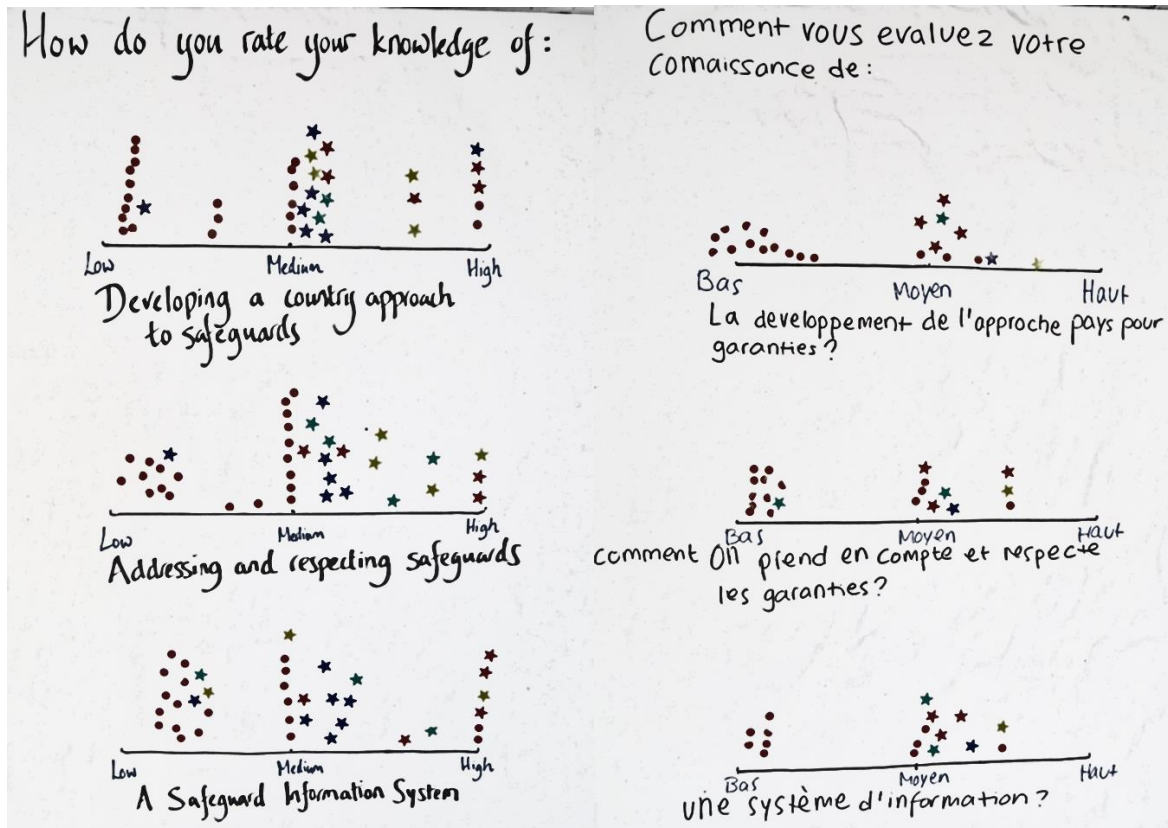 How do you rate your knowledge of:
Low Medium High
Developing a country approach
to safeguards
Low Medium High
Addressing and respecting safeguards
Low Medium High
A Safeguard Information System
Comment vous evaluez votre
connaissance de:
Bas Moyen Haut
La developpement de l'approche pays pour
garanties?
Bas Moyen Haut
comment on prend en compte et respecte
les garanties?
Bas Moyen Haut
une système d'information?